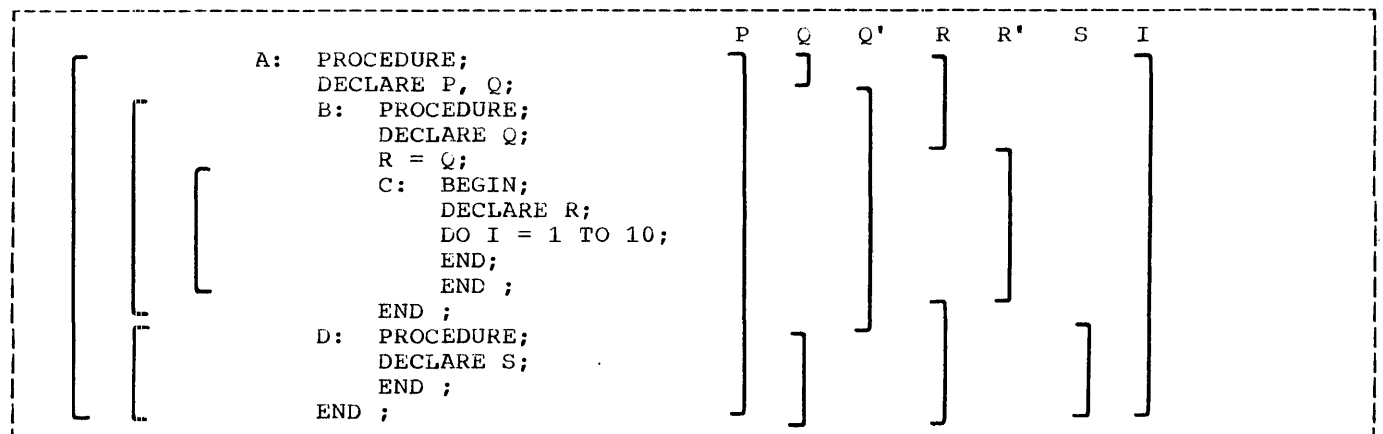 P Q Q' R R' S I
A: PROCEDURE;
DECLARE P, Q;
B: PROCEDURE;
DECLARE Q;
R = Q;
C: BEGIN;
DECLARE R;
DO I = 1 TO 10;
END;
END ;
END ;
D: PROCEDURE;
DECLARE S;
END ;
END ;